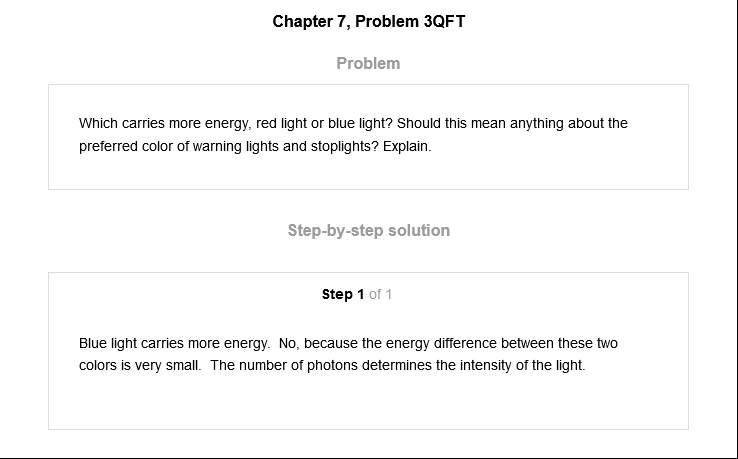 Chapter 7, Problem 3QFT
Problem
Which carries more energy, red light or blue light? Should this mean anything about the
preferred color of warning lights and stoplights? Explain.
Step-by-step solution
Step 1 of 1
Blue light carries more energy.  No, because the energy difference between these two
colors is very small.  The number of photons determines the intensity of the light.